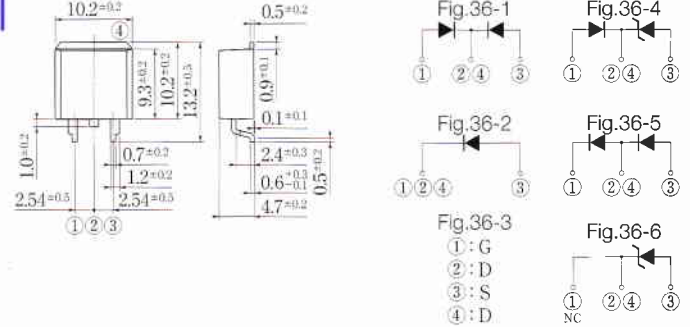 10.2±0.2
④
9.3±0.2
10.2±0.2
13.2±0.5
1.0±0.2
0.7±0.2
1.2±0.2
2.54±0.5
2.54±0.5
① ② ③
0.5±0.2
0.9±0.1
0.1±0.1
2.4±0.3
0.6+0.3-0.1
0.5±0.2
4.7±0.2
Fig.36-1
① ②④ ③
Fig.36-4
① ②④ ③
Fig.36-2
①②④ ③
Fig.36-5
① ②④ ③
Fig.36-3
①:G
②:D
③:S
④:D
Fig.36-6
① ②④ ③
NC